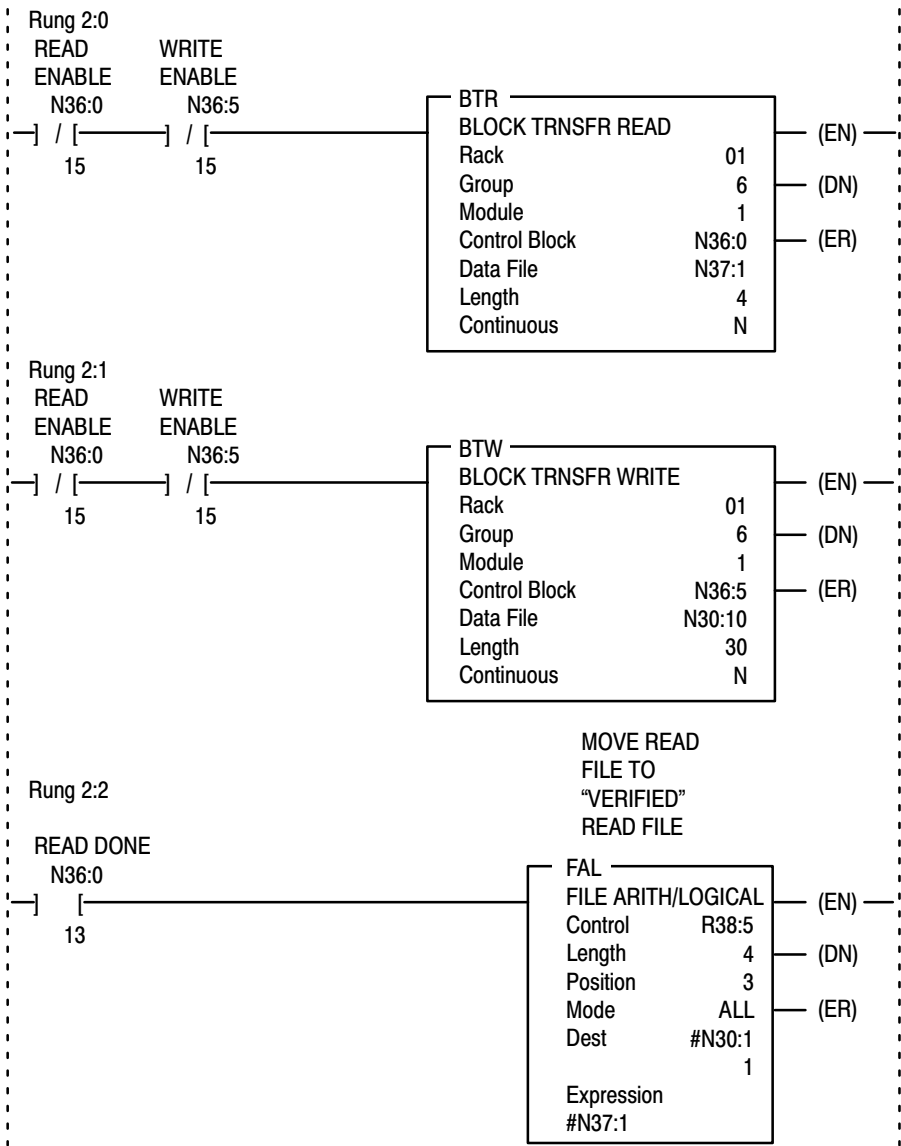 Rung 2:0
READ WRITE
ENABLE ENABLE
N36:0 N36:5
] / [ ] / [
15 15
BTR
BLOCK TRNSFR READ
Rack 01
Group 6
Module 1
Control Block N36:0
Data File N37:1
Length 4
Continuous N
(EN)
(DN)
(ER)
Rung 2:1
READ WRITE
ENABLE ENABLE
N36:0 N36:5
] / [ ] / [
15 15
BTW
BLOCK TRNSFR WRITE
Rack 01
Group 6
Module 1
Control Block N36:5
Data File N30:10
Length 30
Continuous N
(EN)
(DN)
(ER)
MOVE READ
FILE TO
“VERIFIED”
READ FILE
Rung 2:2
READ DONE
N36:0
] [
13
FAL
FILE ARITH/LOGICAL
Control R38:5
Length 4
Position 3
Mode ALL
Dest #N30:1
1
Expression
#N37:1
(EN)
(DN)
(ER)